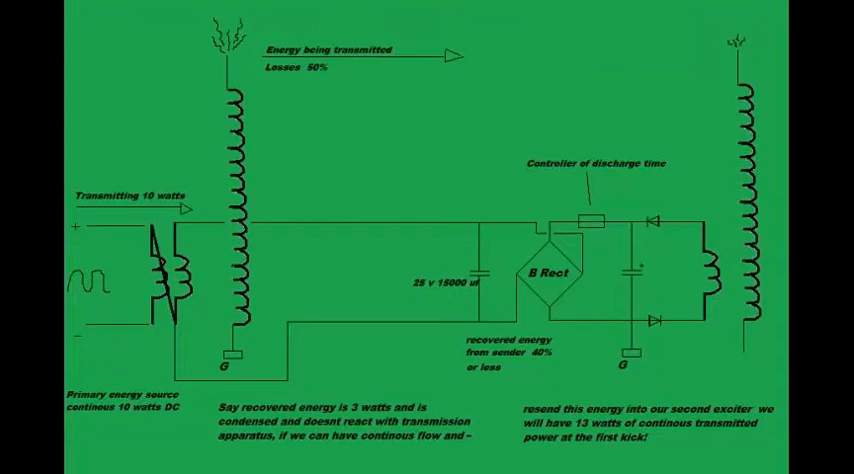 Energy being transmitted
Losses 50%
Controller of discharge time
Transmitting 10 watts
+
B Rect
+
25 v 15000 uf
-
recovered energy
from sender 40%
or less
G
G
Primary energy source
continous 10 watts DC
Say recovered energy is 3 watts and is
condensed and doesnt react with transmission
apparatus, if we can have continous flow and -
resend this energy into our second exciter we
will have 13 watts of continous transmitted
power at the first kick!